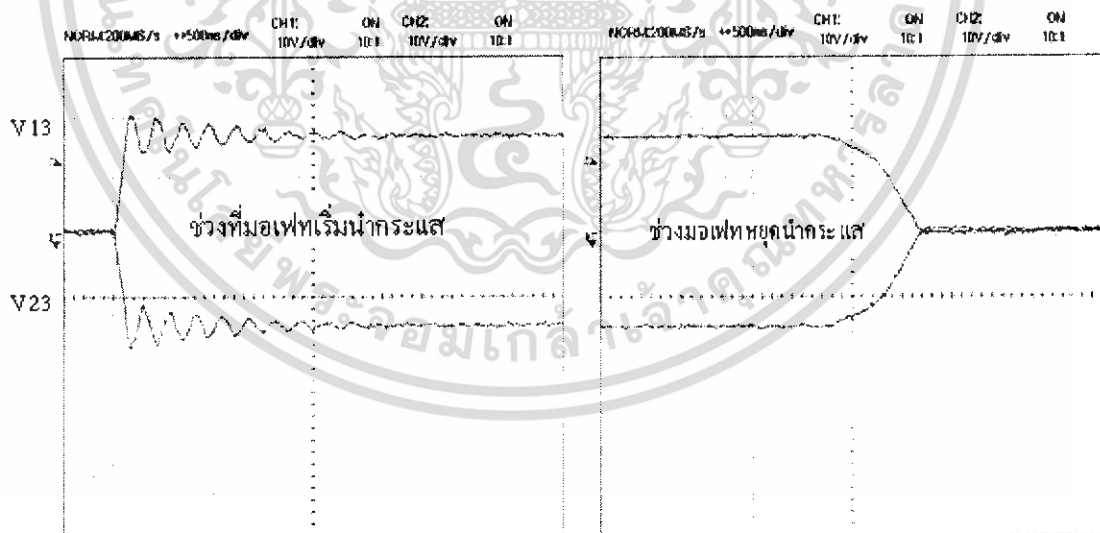 NORM:200MS/s ↔500ms/div CH1: 10V/div ON 10:1 CH2: 10V/div ON 10:1
NORM:200MS/s ↔500ms/div CH1: 10V/div ON 10:1 CH2: 10V/div ON 10:1
V13
ช่วงที่มอเฟทเริ่มนำกระแส
ช่วงมอเฟทหยุดนำกระแส
V23